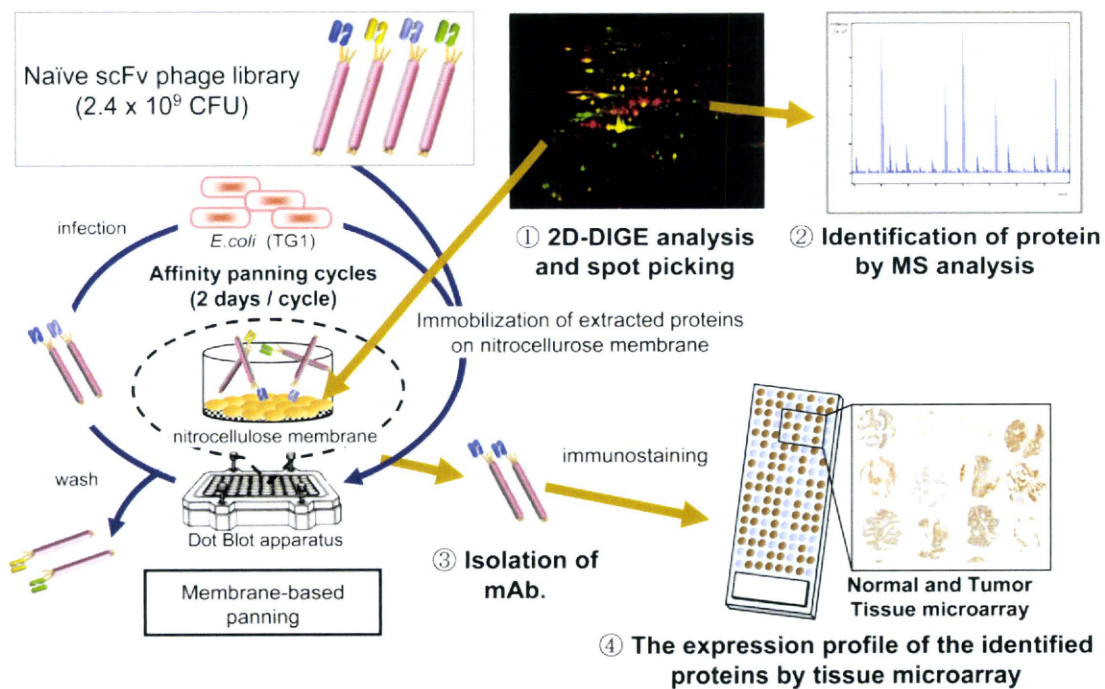 Naïve scFv phage library
(2.4 x 10⁹ CFU)
infection
E.coli (TG1)
Affinity panning cycles
(2 days / cycle)
nitrocellulose membrane
wash
Dot Blot apparatus
Membrane-based
panning
① 2D-DIGE analysis
and spot picking
② Identification of protein
by MS analysis
Immobilization of extracted proteins
on nitrocellurose membrane
immunostaining
③ Isolation of
mAb.
Normal and Tumor
Tissue microarray
④ The expression profile of the identified
proteins by tissue microarray